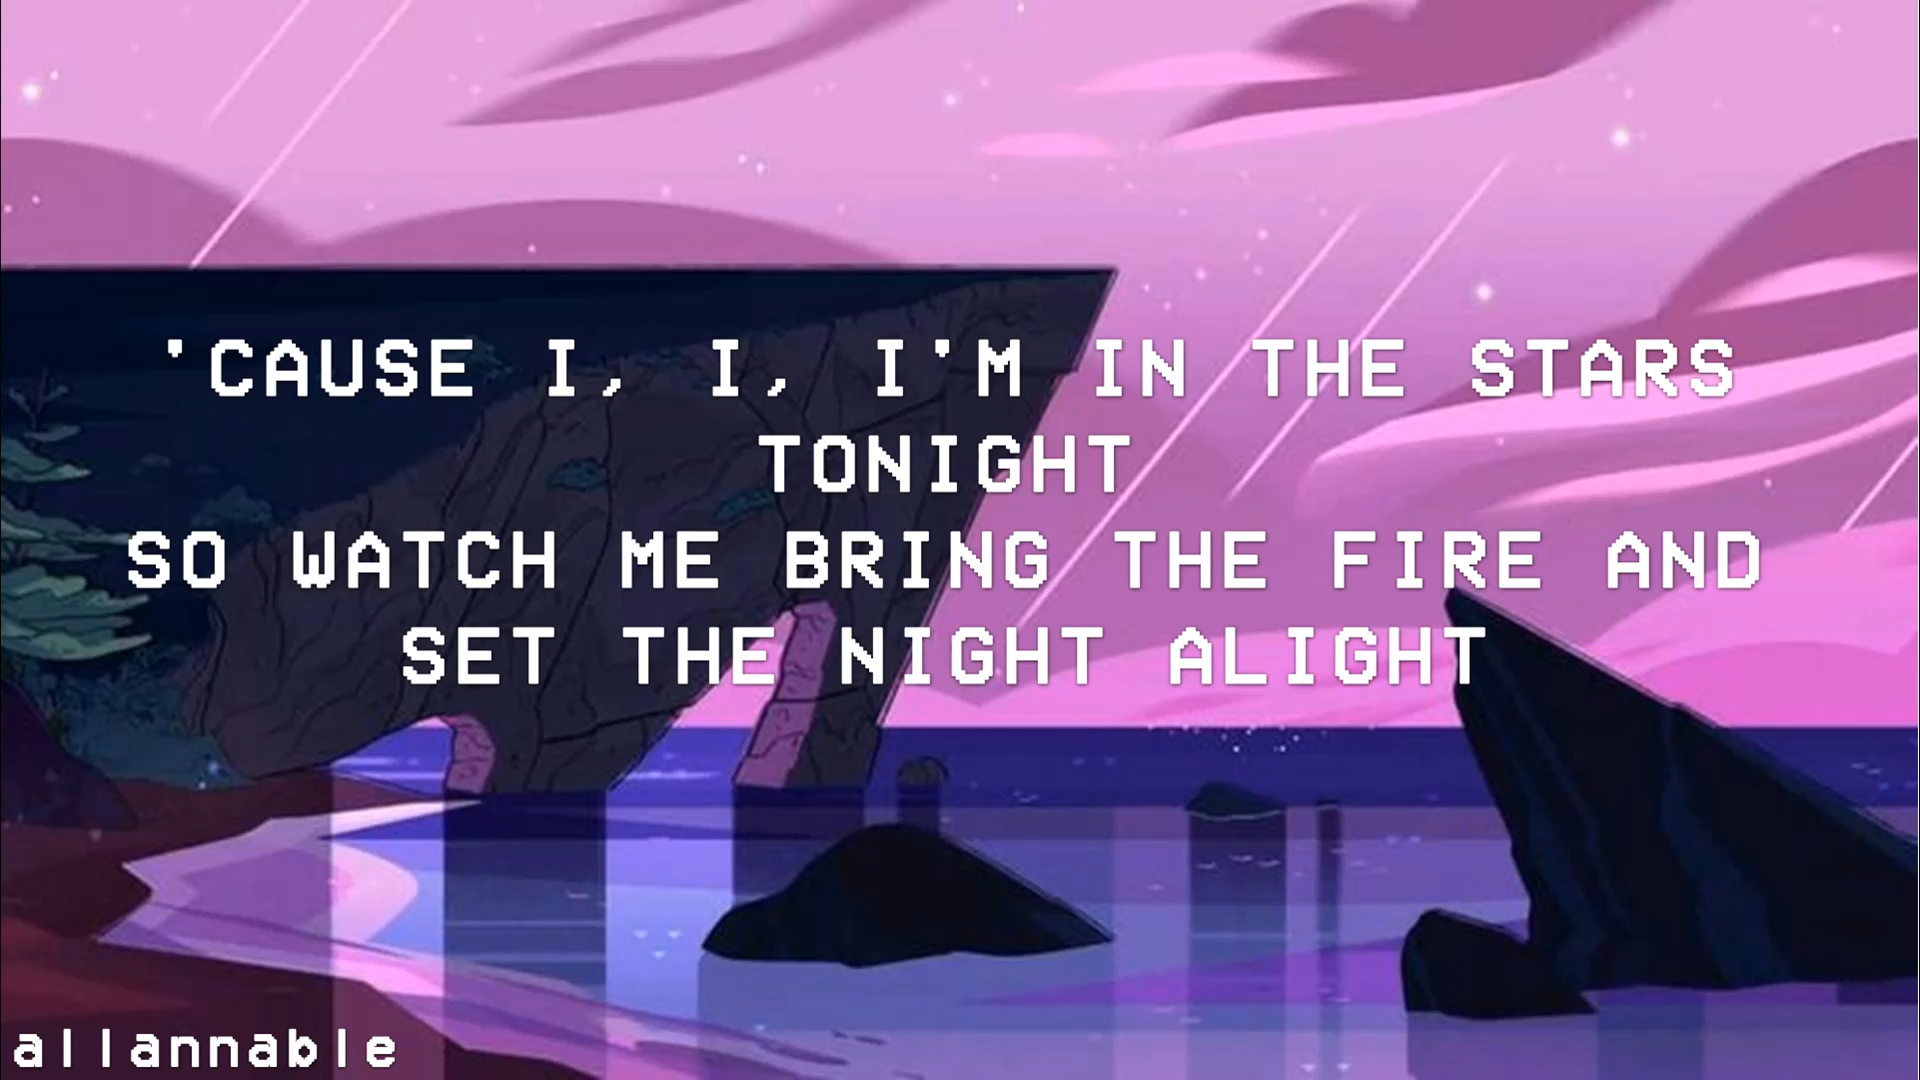 'CAUSE I, I, I'M IN THE STARS
TONIGHT
SO WATCH ME BRING THE FIRE AND
SET THE NIGHT ALIGHT
allannable